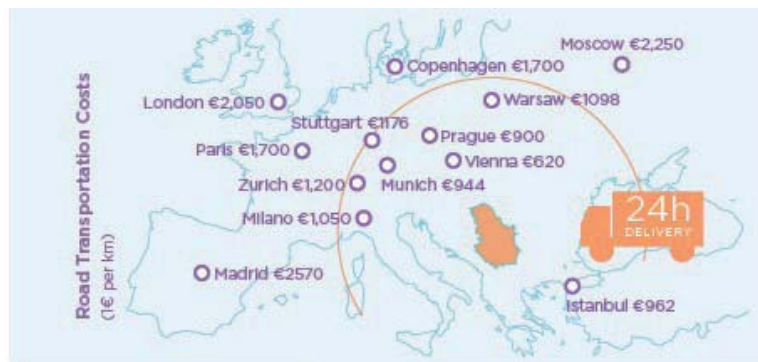 Road Transportation Costs
(1€ per km)
Moscow €2,250
Copenhagen €1,700
London €2,050
Warsaw €1098
Stuttgart €1176
Prague €900
Paris €1,700
Vienna €620
Zurich €1,200
Munich €944
Milano €1,050
24h
DELIVERY
Madrid €2570
Istanbul €962